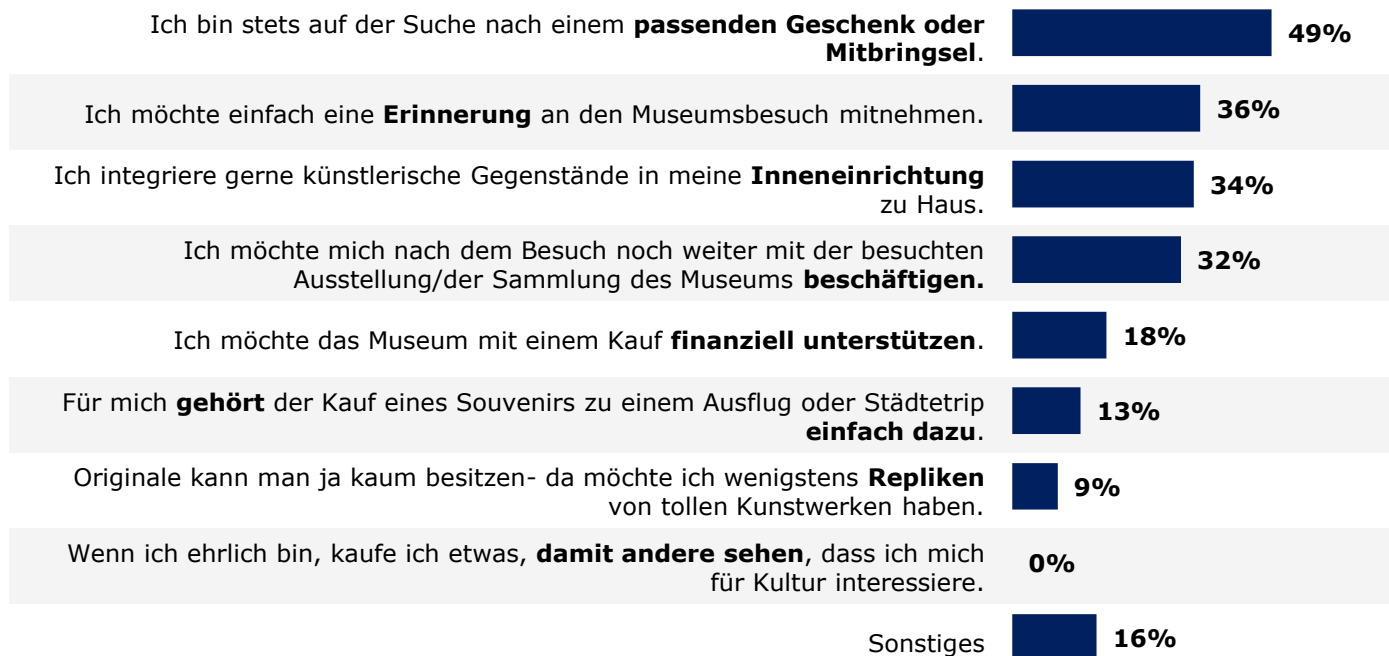 Ich bin stets auf der Suche nach einem passenden Geschenk oder
Mitbringsel.
49%
Ich möchte einfach eine Erinnerung an den Museumsbesuch mitnehmen.
36%
Ich integriere gerne künstlerische Gegenstände in meine Inneneinrichtung
zu Haus.
34%
Ich möchte mich nach dem Besuch noch weiter mit der besuchten
Ausstellung/der Sammlung des Museums beschäftigen.
32%
Ich möchte das Museum mit einem Kauf finanziell unterstützen.
18%
Für mich gehört der Kauf eines Souvenirs zu einem Ausflug oder Städtetrip
einfach dazu.
13%
Originale kann man ja kaum besitzen- da möchte ich wenigstens Repliken
von tollen Kunstwerken haben.
9%
Wenn ich ehrlich bin, kaufe ich etwas, damit andere sehen, dass ich mich
für Kultur interessiere.
0%
Sonstiges
16%